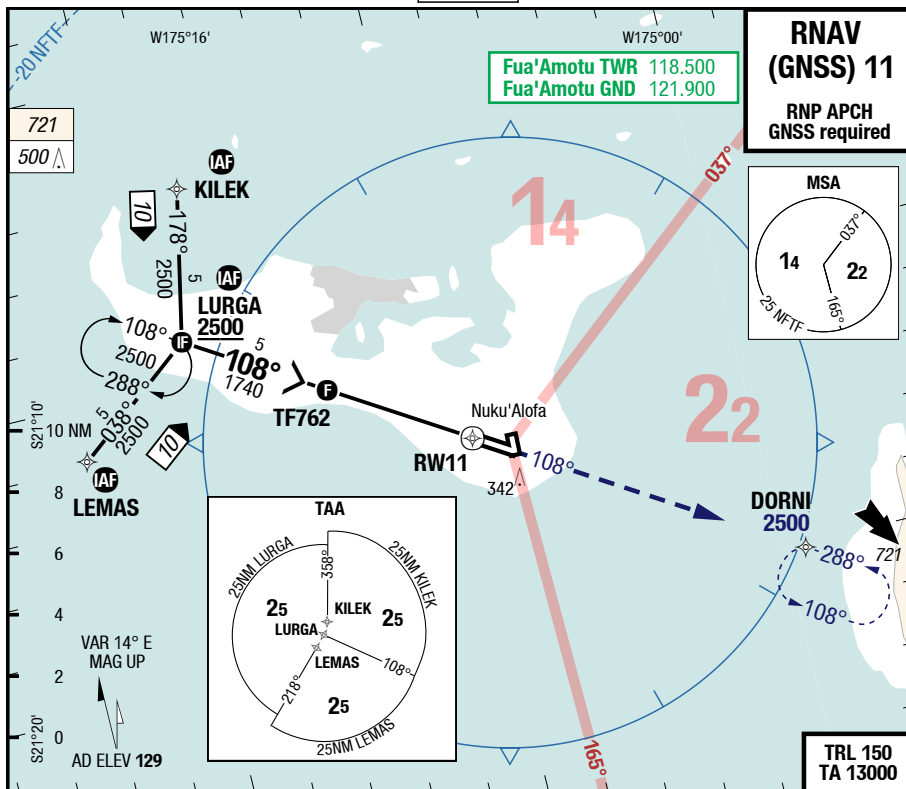 20 NFTF
W175°16'
W175°00'
RNAV
(GNSS) 11
RNP APCH
GNSS required
Fua'Amotu TWR 118.500
Fua'Amotu GND 121.900
721
500
IAF
KILEK
10
178°
2500
5
IAF
LURGA
2500
IF
108°
2500
288°
5
108°
1740
F
TF762
5
038°
2500
10
IAF
LEMAS
037°
14
22
MSA
037°
14
22
165°
25 NFTF
Nuku'Alofa
RW11
108°
342
DORNI
2500
288°
108°
721
165°
S21°10'
10 NM
8
6
4
2
0
S21°20'
VAR 14° E
MAG UP
AD ELEV 129
TAA
25NM LURGA
25NM KILEK
358°
25
KILEK
25
LURGA
LEMAS
108°
218°
25
25NM LEMAS
TRL 150
TA 13000